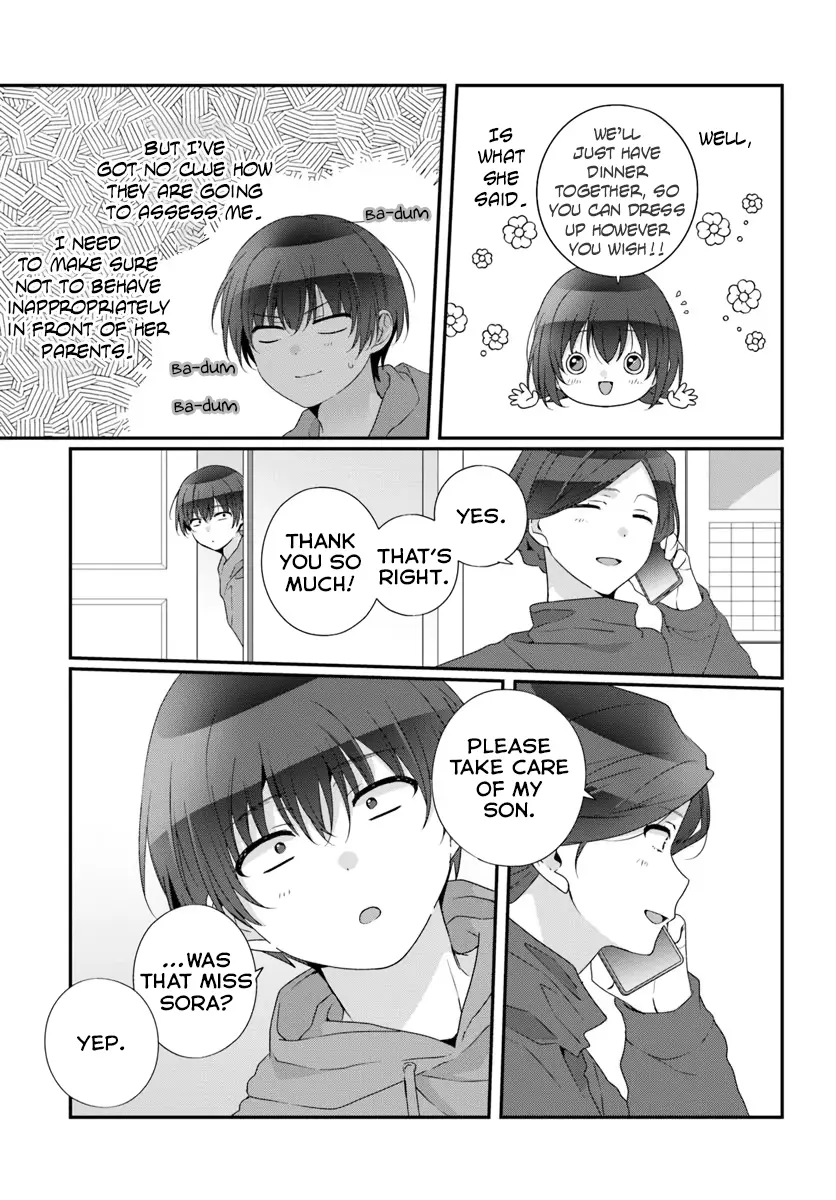 WELL,
WE'LL
JUST HAVE
DINNER
TOGETHER, SO
YOU CAN DRESS
UP HOWEVER
YOU WISH!!
IS
WHAT
SHE
SAID.
BUT I'VE
GOT NO CLUE HOW
THEY ARE GOING
TO ASSESS ME.
BA-DUM
I NEED
TO MAKE SURE
NOT TO BEHAVE
INAPPROPRIATELY
IN FRONT OF HER
PARENTS.
BA-DUM
BA-DUM
YES.
THAT'S
RIGHT.
THANK
YOU SO
MUCH!
PLEASE
TAKE CARE
OF MY
SON.
...WAS
THAT MISS
SORA?
YEP.